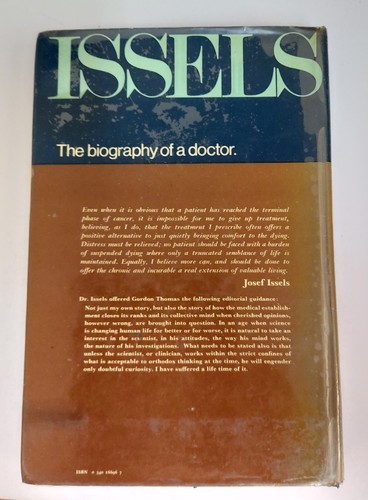 ISSELS
The biography of a doctor.
Even when it is obvious that a patient has reached the terminal
phase of cancer, it is impossible for me to give up treatment,
believing, as I do, that the treatment I prescribe often offers a
positive alternative to just quietly bringing comfort to the dying.
Distress must be relieved; no patient should be faced with a burden
of suspended dying where only a truncated semblance of life is
maintained. Equally, I believe more can, and should be done to
offer the chronic and incurable a real extension of valuable living.
Josef Issels
Dr. Issels offered Gordon Thomas the following editorial guidance:
Not just my own story, but also the story of how the medical establish-
ment closes its ranks and its collective mind when cherished opinions,
however wrong, are brought into question. In an age when science
is changing human life for better or for worse, it is natural to take an
interest in the scientist, in his attitudes, the way his mind works,
the nature of his investigations. What needs to be stated also is that
unless the scientist, or clinician, works within the strict confines of
what is acceptable to orthodox thinking at the time, he will engender
only doubtful curiosity. I have suffered a life time of it.
ISBN 0 340 16696 7